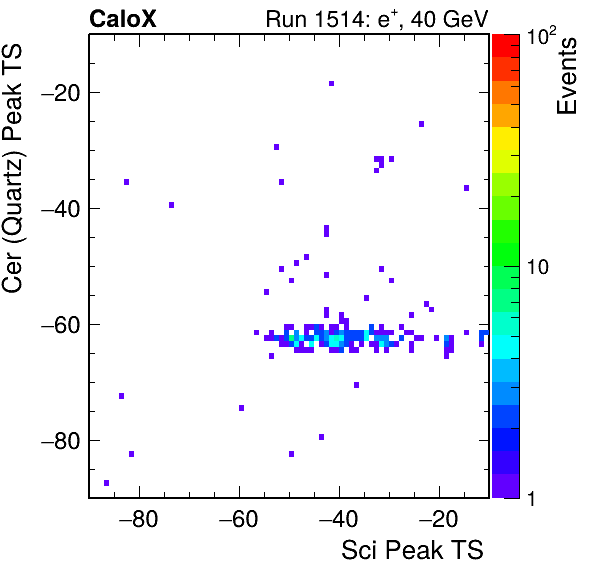 CaloX Run 1514: e⁺, 40 GeV
Cer (Quartz) Peak TS
−20
−40
−60
−80
−80 −60 −40 −20
Sci Peak TS
10²
10
1
Events